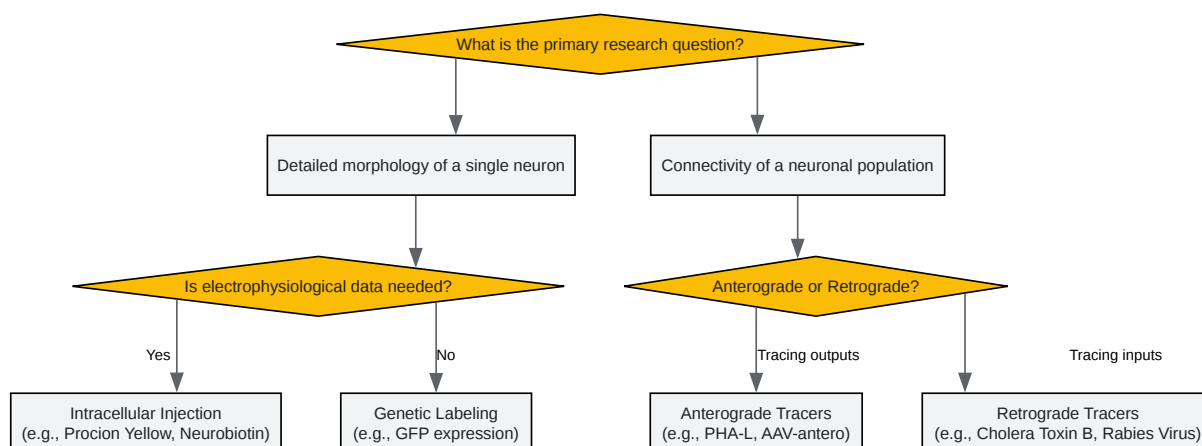 What is the primary research question?
Detailed morphology of a single neuron
Connectivity of a neuronal population
Is electrophysiological data needed?
Anterograde or Retrograde?
Yes
No
Tracing outputs
Tracing inputs
Intracellular Injection
(e.g., Procion Yellow, Neurobiotin)
Genetic Labeling
(e.g., GFP expression)
Anterograde Tracers
(e.g., PHA-L, AAV-antero)
Retrograde Tracers
(e.g., Cholera Toxin B, Rabies Virus)